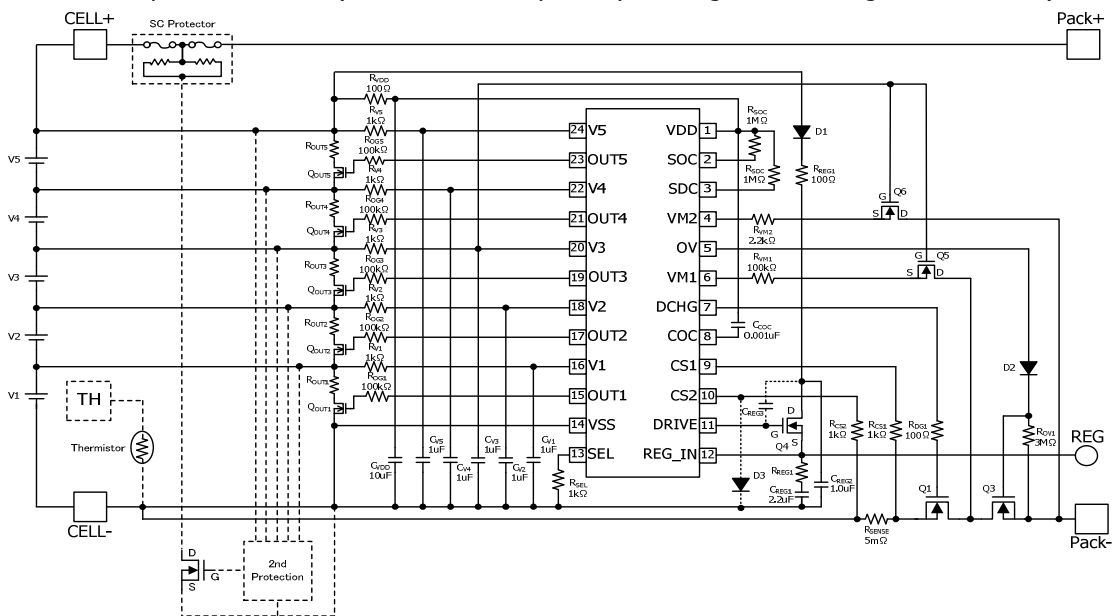 CELL+
SC Protector
Pack+
RVDD
100Ω
RV5
1kΩ
ROUT5
ROG5
100kΩ
QOUT5
RV4
1kΩ
ROUT4
ROG4
100kΩ
QOUT4
RV3
1kΩ
ROUT3
ROG3
100kΩ
QOUT3
RV2
1kΩ
ROUT2
ROG2
100kΩ
QOUT2
RV1
1kΩ
ROUT1
ROG1
100kΩ
QOUT1
V5
V4
V3
V2
V1
TH
Thermistor
CELL-
24 V5
23 OUT5
22 V4
21 OUT4
20 V3
19 OUT3
18 V2
17 OUT2
16 V1
15 OUT1
14 VSS
13 SEL
VDD 1
SOC 2
SDC 3
VM2 4
OV 5
VM1 6
DCHG 7
COC 8
CS1 9
CS2 10
DRIVE 11
REG_IN 12
RSOC
1MΩ
RSDC
1MΩ
D1
RREG1
100Ω
RVM2
2.2kΩ
RVM1
100kΩ
CCOC
0.001uF
G Q6
S D
G Q5
S D
D2
CREG3
D
G
S
Q4
RCS2
1kΩ
RCS1
1kΩ
RDG1
100Ω
ROV1
3MΩ
REG
CVDD
10uF
CV5
1uF
CV4
1uF
CV3
1uF
CV2
1uF
CV1
1uF
RSEL
1kΩ
D3
RREG1
CREG1
2.2uF
CREG2
1.0uF
RSENSE
5mΩ
Q1
Q3
Pack-
D
G
S
2nd
Protection